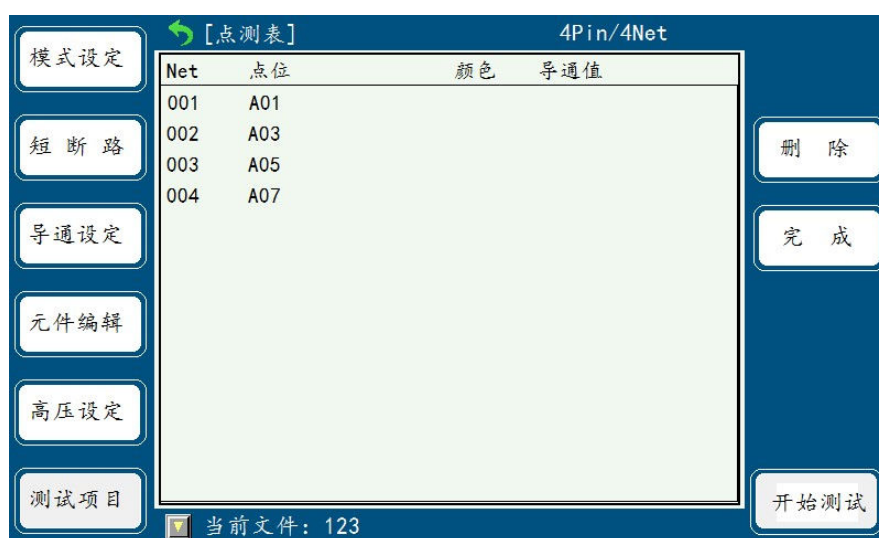 模式设定
短 断 路
导通设定
元件编辑
高压设定
测试项目
[点测表] 4Pin/4Net
Net 点位 颜色 导通值
001 A01
002 A03
003 A05
004 A07
当前文件: 123
删 除
完 成
开始测试